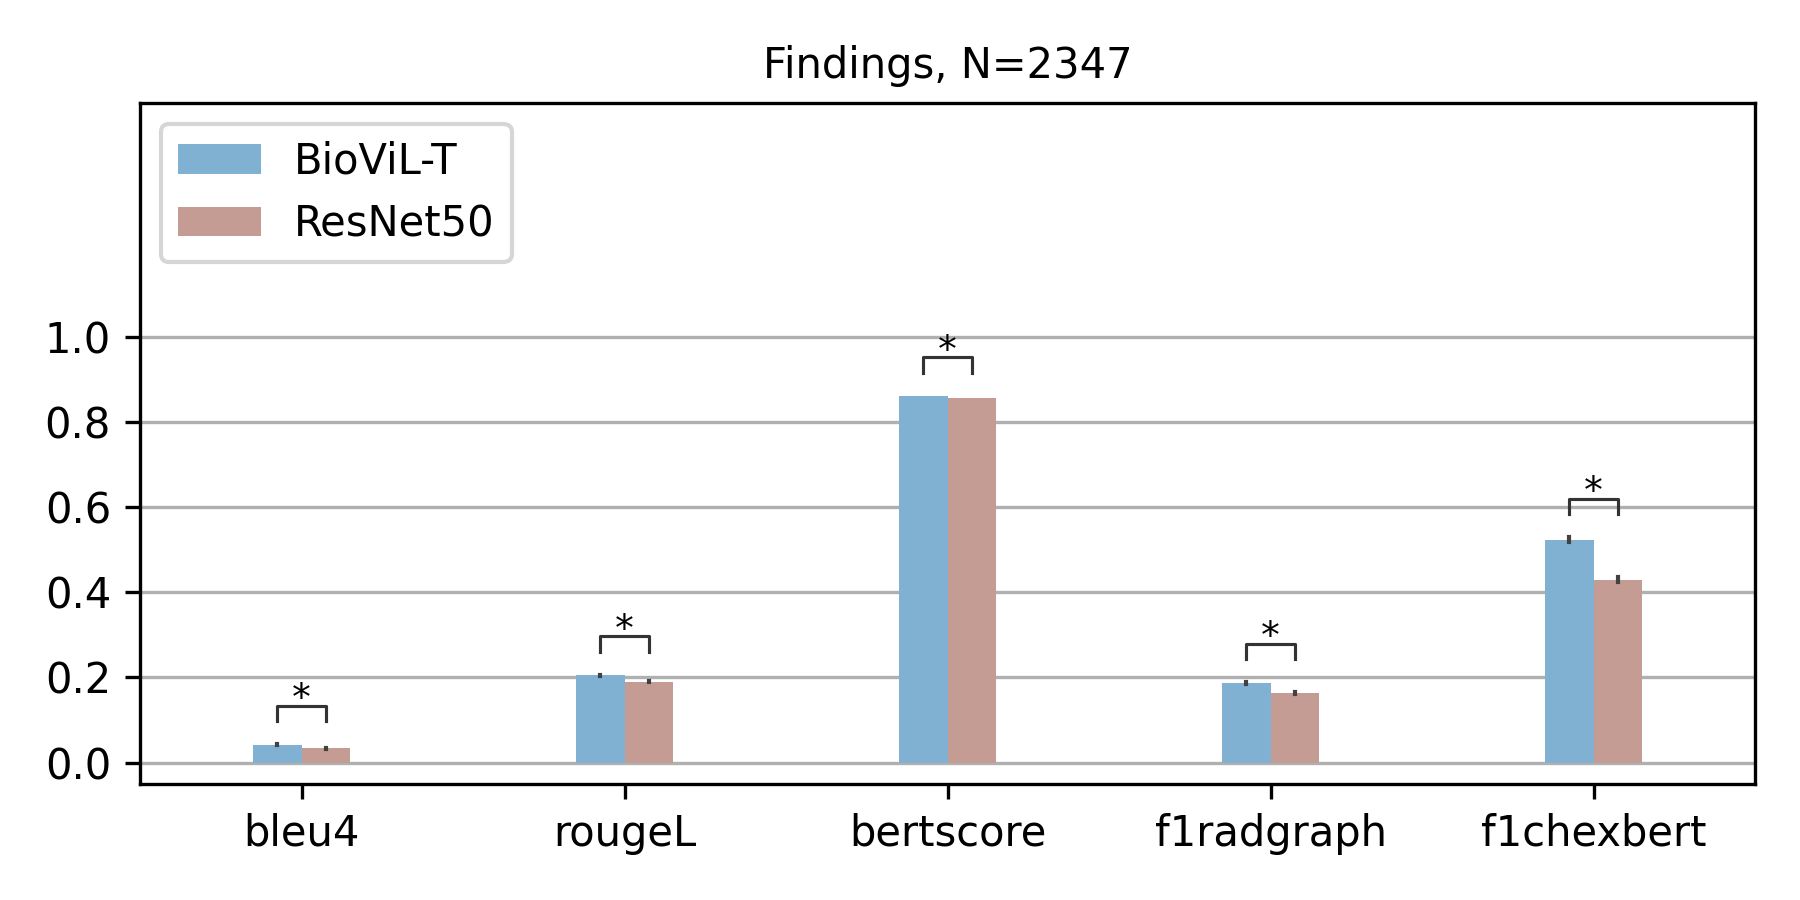 Findings, N=2347
BioViL-T
ResNet50
1.0
0.8
0.6
0.4
0.2
0.0
*
*
*
*
*
bleu4
rougeL
bertscore
f1radgraph
f1chexbert